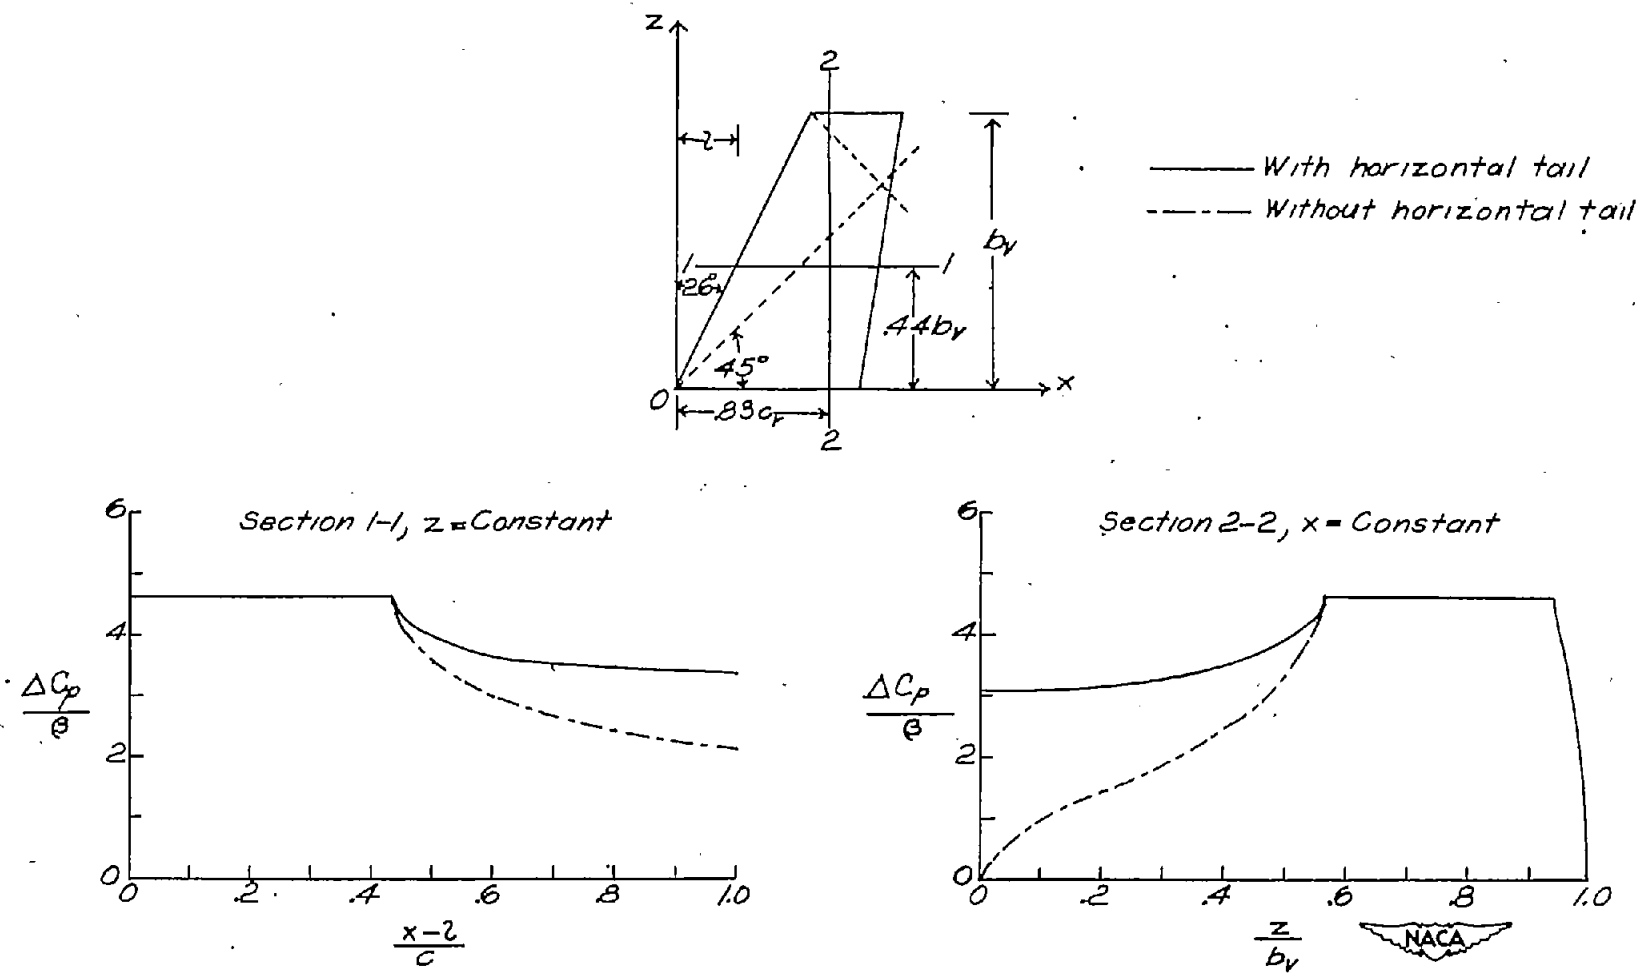 z
2
l
With horizontal tail
Without horizontal tail
b_v
1 1
26°
.44b_v
45°
0 x
.83c_r
2
Section 1-1, z = Constant
6
4
2
0
0 .2 .4 .6 .8 1.0
ΔC_p/β
x-l/c
Section 2-2, x = Constant
6
4
2
0
0 .2 .4 .6 .8 1.0
ΔC_p/β
z/b_v
NACA